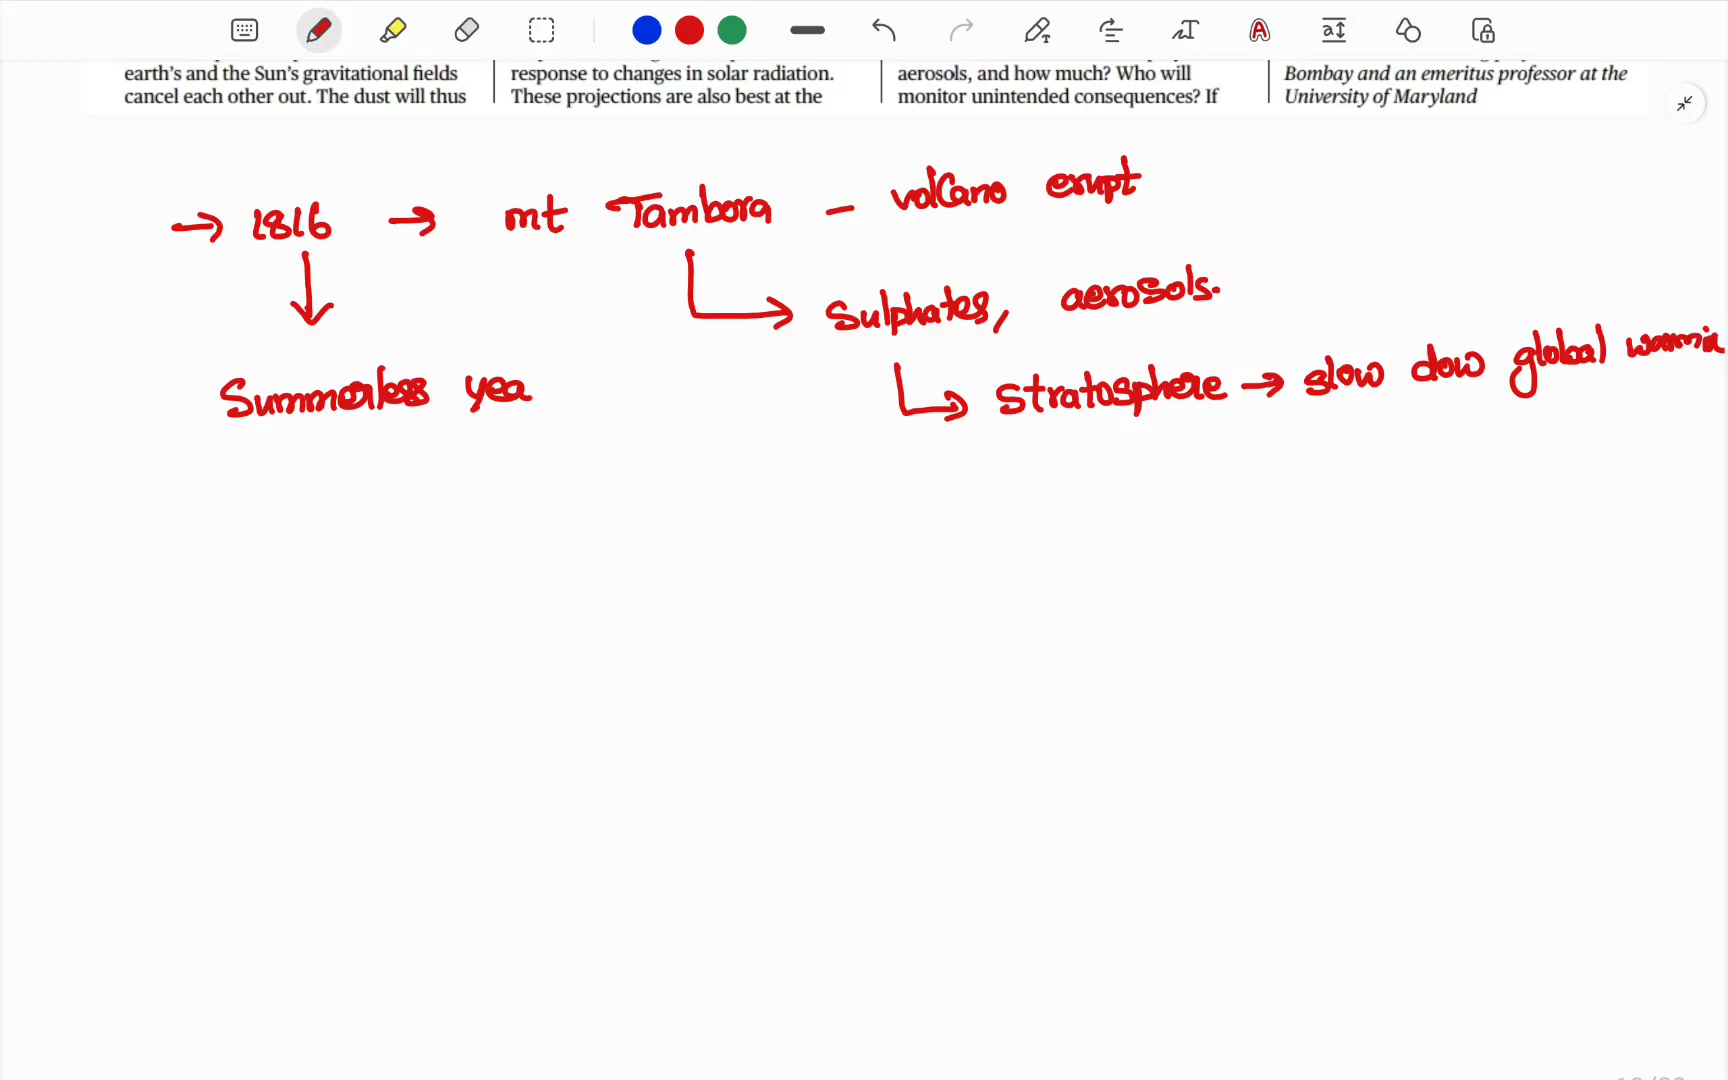 earth's and the Sun's gravitational fields
cancel each other out. The dust will thus
response to changes in solar radiation.
These projections are also best at the
aerosols, and how much? Who will
monitor unintended consequences? If
Bombay and an emeritus professor at the
University of Maryland
→ 1816 → mt Tambora – volcano erupt
Sulphates, aerosols.
Summerless yea
Stratosphere → slow dow global warmin